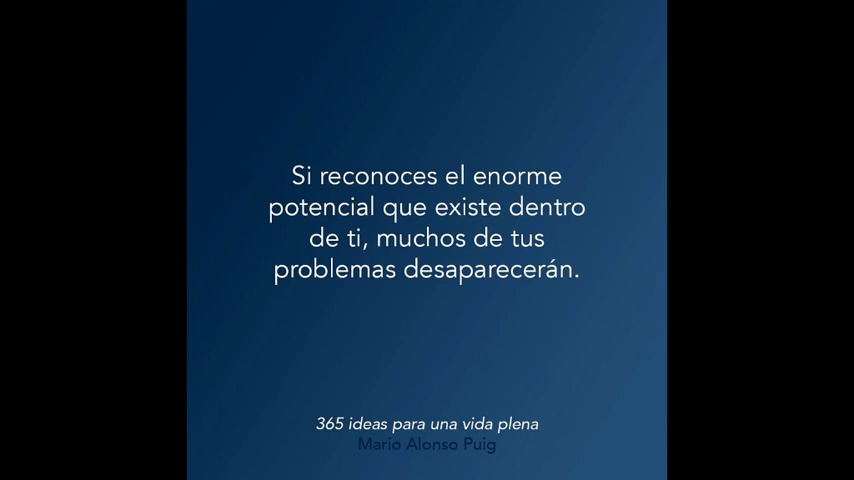 Si reconoces el enorme
potencial que existe dentro
de ti, muchos de tus
problemas desaparecerán.
365 ideas para una vida plena
Mario Alonso Puig